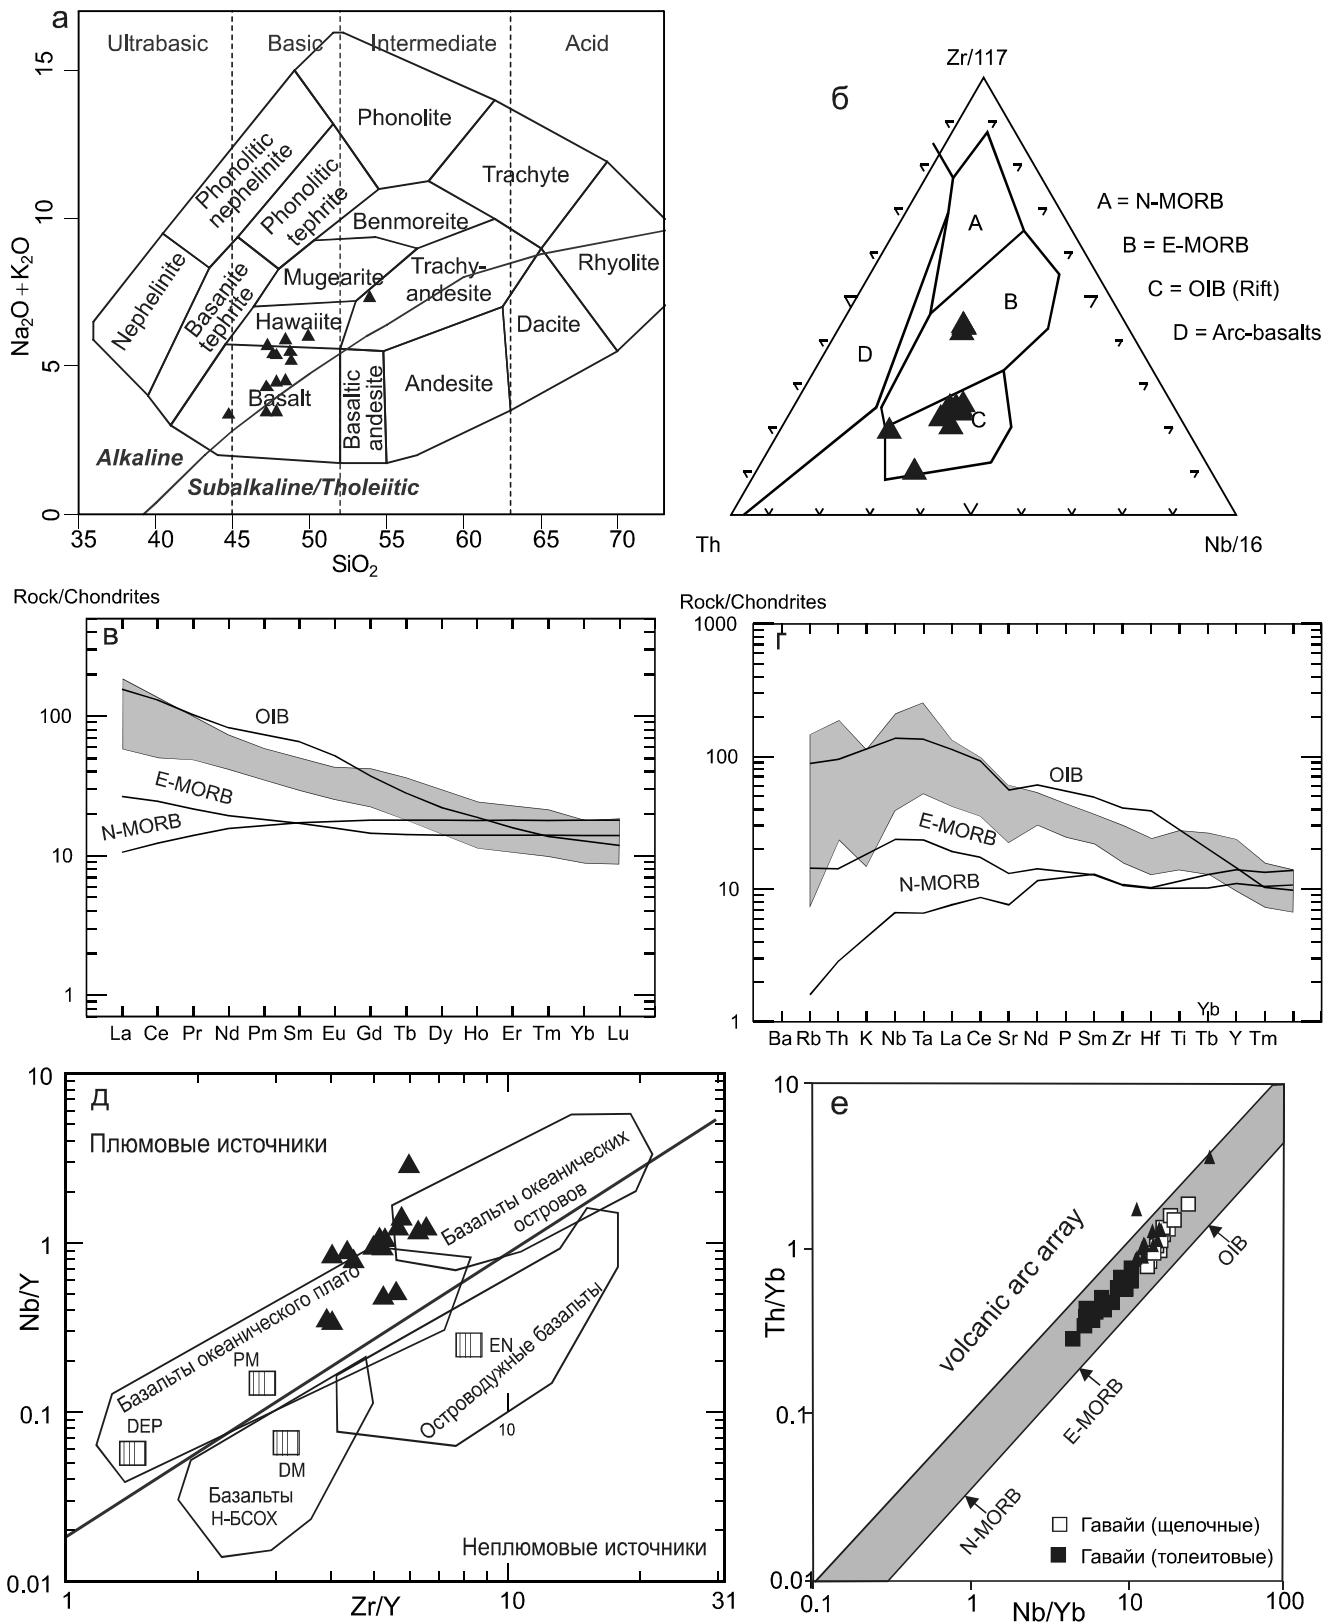 а
Ultrabasic
Basic
Intermediate
Acid
15
10
5
0
Na2O + K2O
Phonolite
Phonolitic
nephelinite
Phonolitic
tephrite
Trachyte
Benmoreite
Nephelinite
Basanite
tephrite
Mugearite
Trachy-
andesite
Rhyolite
Hawaiite
Dacite
Basalt
Basaltic
andesite
Andesite
Alkaline
Subalkaline/Tholeiitic
35 40 45 50 55 60 65 70
SiO2
б
Zr/117
A
B
C
D
A = N-MORB
B = E-MORB
C = OIB (Rift)
D = Arc-basalts
Th
Nb/16
Rock/Chondrites
в
100
10
1
OIB
E-MORB
N-MORB
La Ce Pr Nd Pm Sm Eu Gd Tb Dy Ho Er Tm Yb Lu
Rock/Chondrites
г
1000
100
10
1
OIB
E-MORB
N-MORB
Yb
Ba Rb Th K Nb Ta La Ce Sr Nd P Sm Zr Hf Ti Tb Y Tm
д
10
1
0.1
0.01
Nb/Y
Плюмовые источники
Базальты океанических
островов
Базальты океанического плато
Островодужные базальты
PM
EN
DEP
DM
10
Базальты
Н-БСОХ
Неплюмовые источники
1 10 31
Zr/Y
е
10
1
0.1
0.01
Th/Yb
volcanic arc array
OIB
E-MORB
N-MORB
Гавайи (щелочные)
Гавайи (толеитовые)
0.1 1 10 100
Nb/Yb